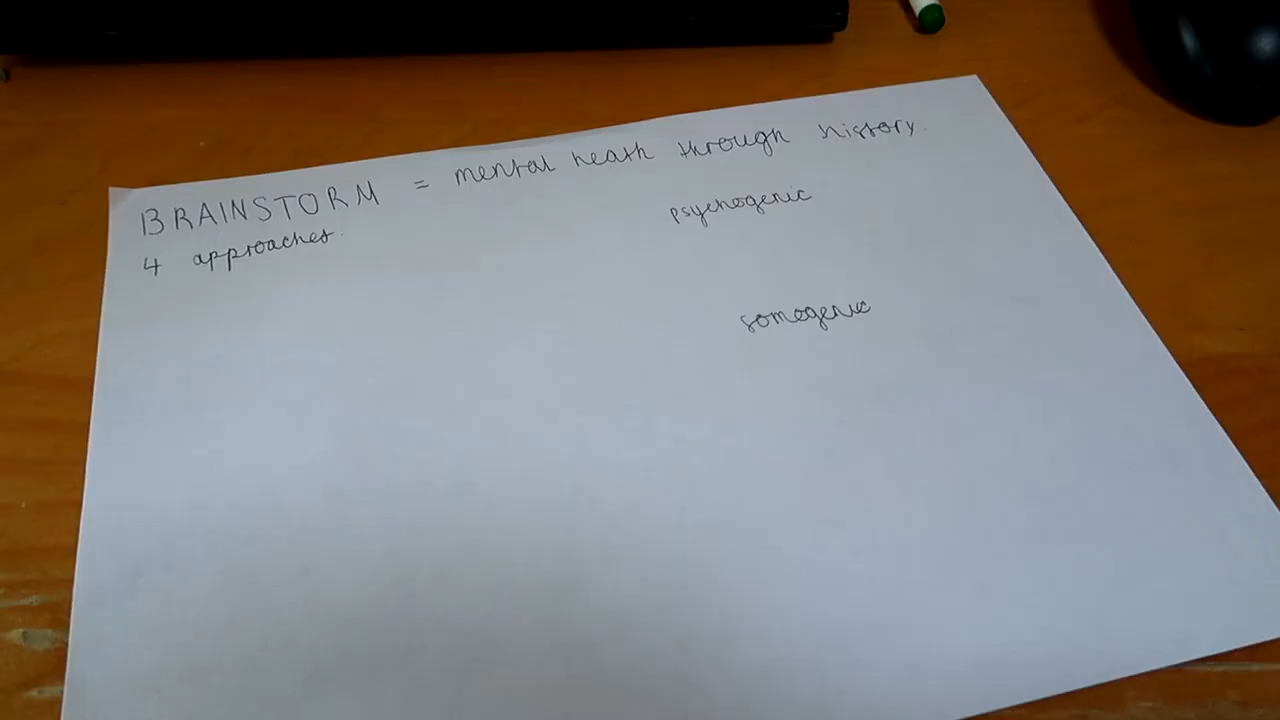 BRAINSTORM = mental heath through history.
4 approaches.
psychogenic
somogenic